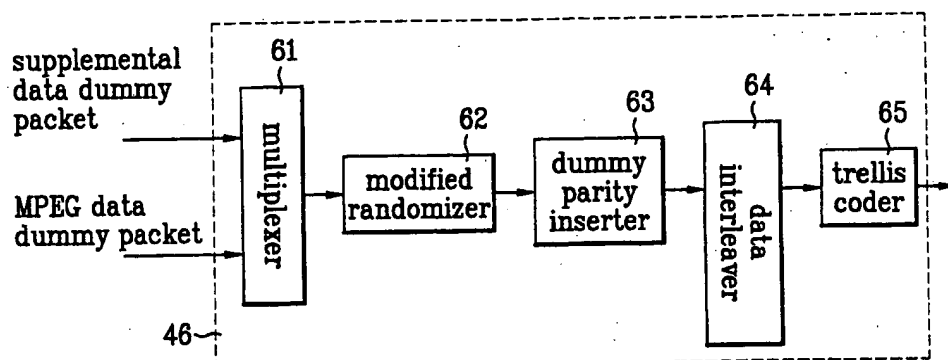 supplemental
data dummy
packet
MPEG data
dummy packet
46
61
multiplexer
62
modified
randomizer
63
dummy
parity
inserter
64
data
interleaver
65
trellis
coder